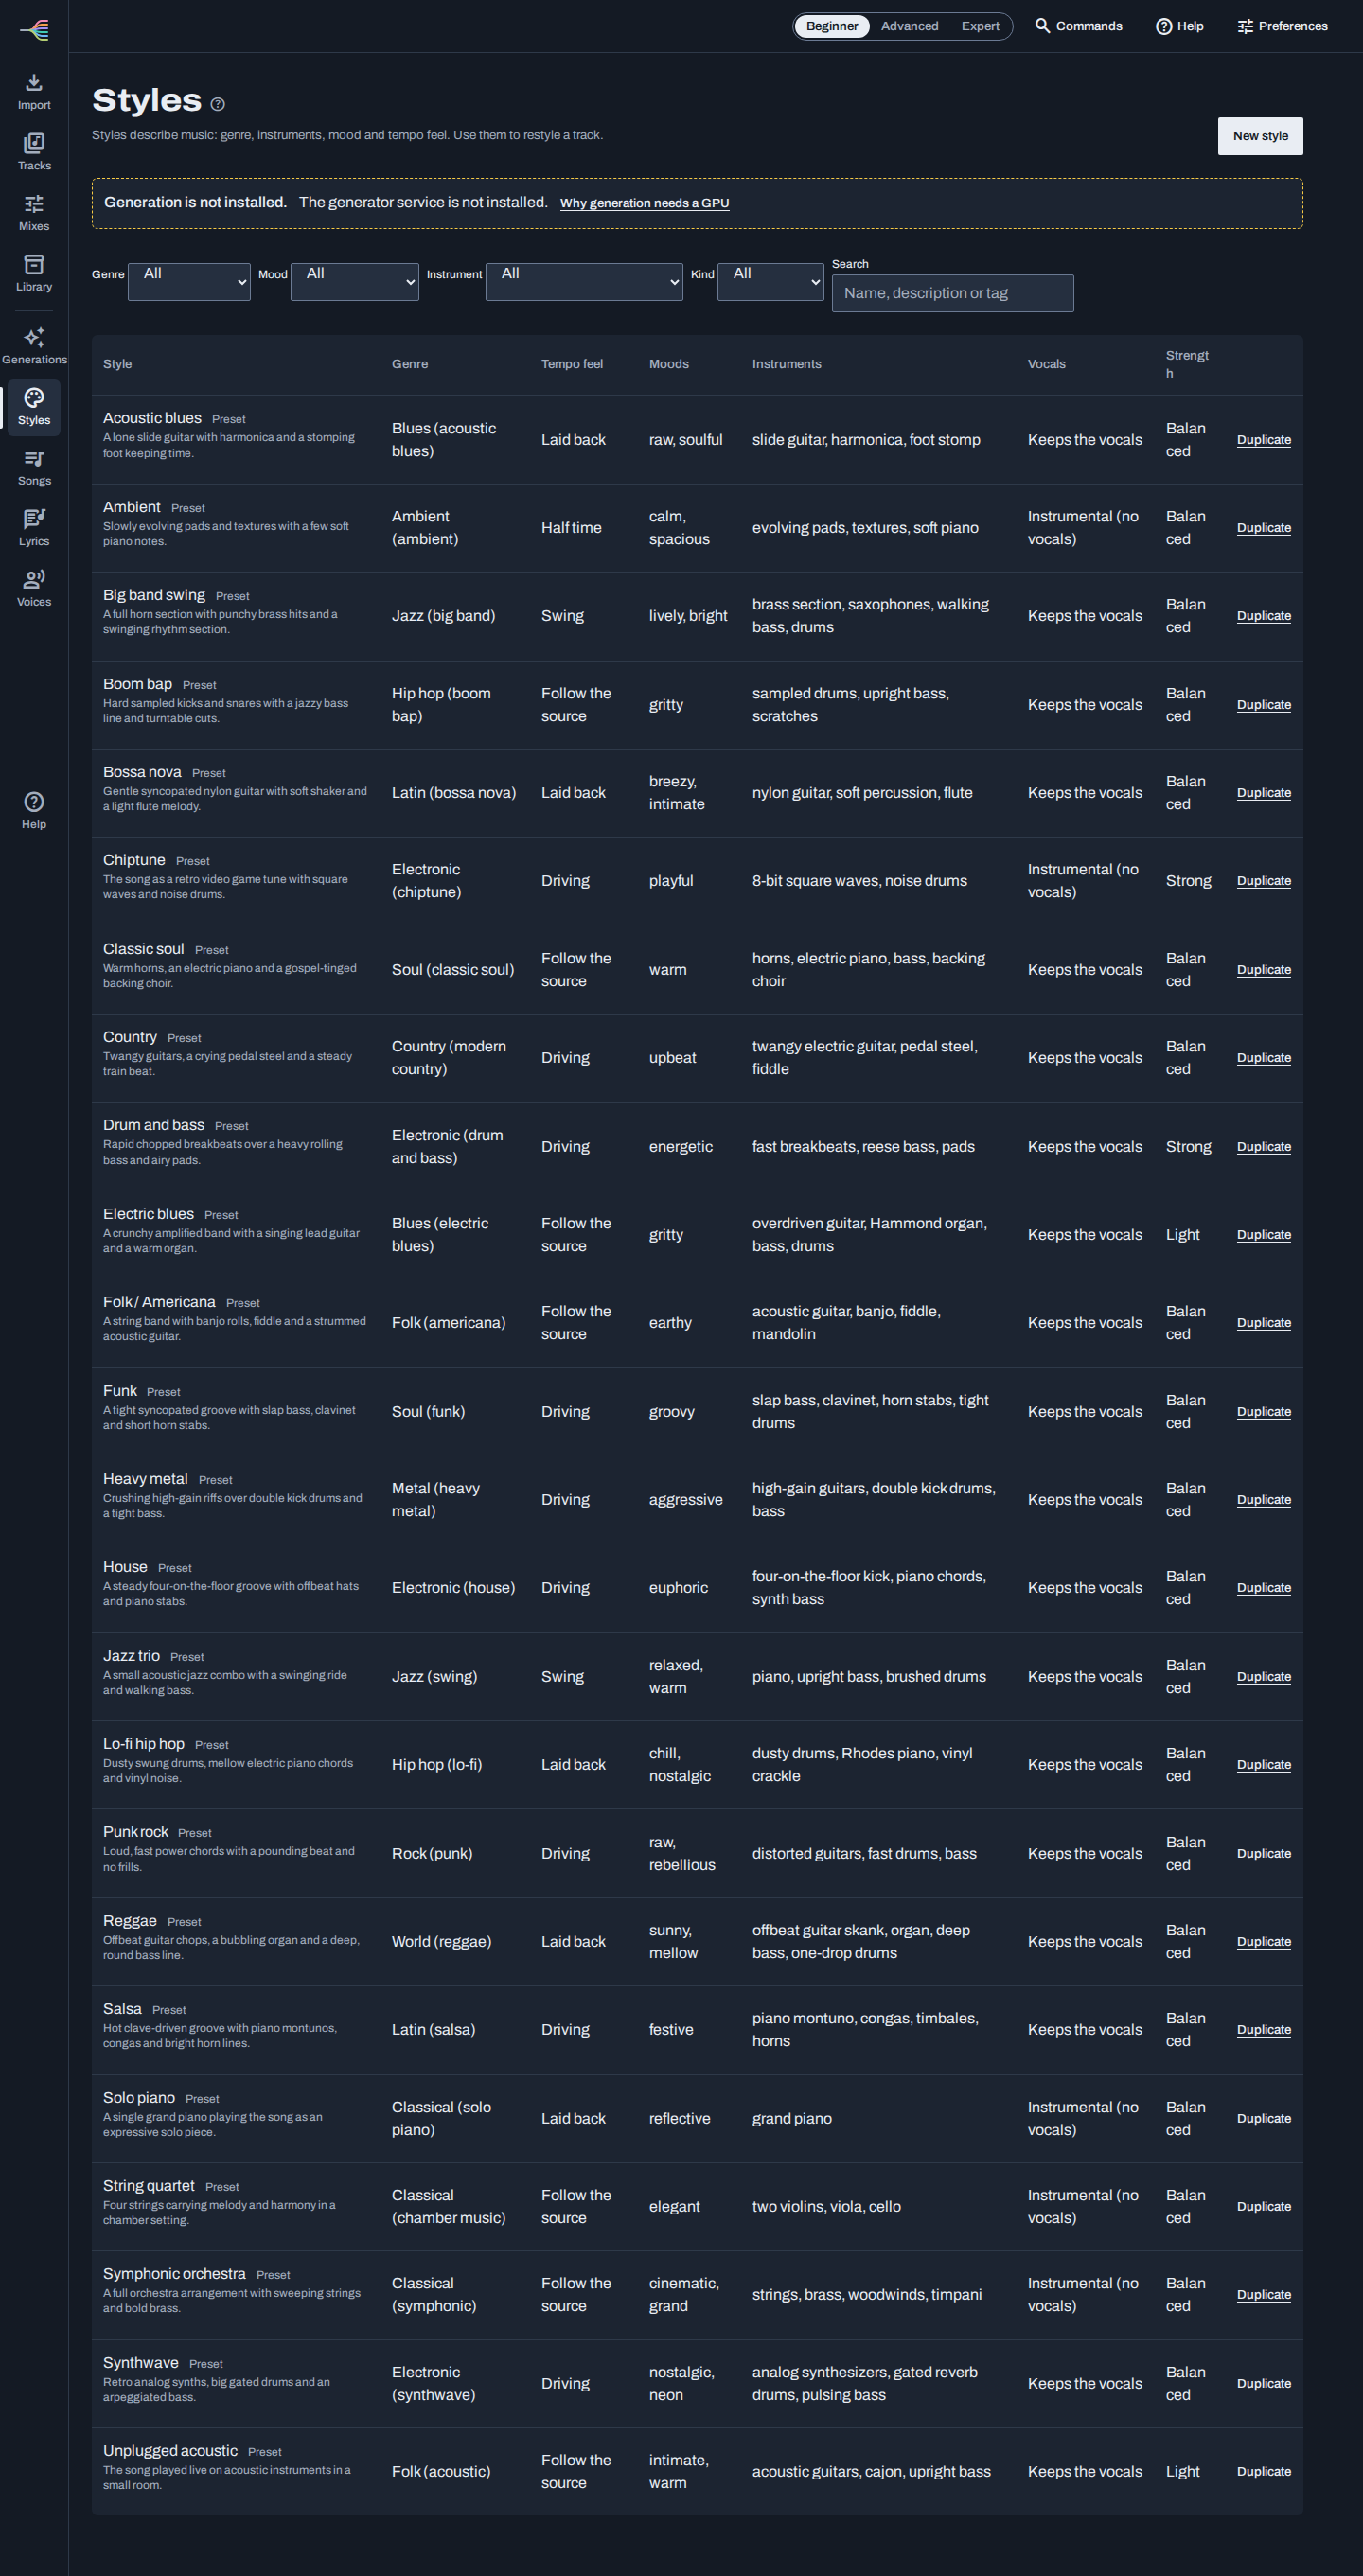 Beginner
Advanced
Expert
Commands
Help
Preferences
Import
Tracks
Mixes
Library
Generations
Styles
Songs
Lyrics
Voices
Help
Styles
Styles describe music: genre, instruments, mood and tempo feel. Use them to restyle a track.
New style
Generation is not installed. The generator service is not installed. Why generation needs a GPU
Genre
All
Mood
All
Instrument
All
Kind
All
Search
Name, description or tag
Style
Genre
Tempo feel
Moods
Instruments
Vocals
Strengt
h
Acoustic blues Preset
A lone slide guitar with harmonica and a stomping
foot keeping time.
Blues (acoustic
blues)
Laid back
raw, soulful
slide guitar, harmonica, foot stomp
Keeps the vocals
Balan
ced
Duplicate
Ambient Preset
Slowly evolving pads and textures with a few soft
piano notes.
Ambient
(ambient)
Half time
calm,
spacious
evolving pads, textures, soft piano
Instrumental (no
vocals)
Balan
ced
Duplicate
Big band swing Preset
A full horn section with punchy brass hits and a
swinging rhythm section.
Jazz (big band)
Swing
lively, bright
brass section, saxophones, walking
bass, drums
Keeps the vocals
Balan
ced
Duplicate
Boom bap Preset
Hard sampled kicks and snares with a jazzy bass
line and turntable cuts.
Hip hop (boom
bap)
Follow the
source
gritty
sampled drums, upright bass,
scratches
Keeps the vocals
Balan
ced
Duplicate
Bossa nova Preset
Gentle syncopated nylon guitar with soft shaker and
a light flute melody.
Latin (bossa nova)
Laid back
breezy,
intimate
nylon guitar, soft percussion, flute
Keeps the vocals
Balan
ced
Duplicate
Chiptune Preset
The song as a retro video game tune with square
waves and noise drums.
Electronic
(chiptune)
Driving
playful
8-bit square waves, noise drums
Instrumental (no
vocals)
Strong
Duplicate
Classic soul Preset
Warm horns, an electric piano and a gospel-tinged
backing choir.
Soul (classic soul)
Follow the
source
warm
horns, electric piano, bass, backing
choir
Keeps the vocals
Balan
ced
Duplicate
Country Preset
Twangy guitars, a crying pedal steel and a steady
train beat.
Country (modern
country)
Driving
upbeat
twangy electric guitar, pedal steel,
fiddle
Keeps the vocals
Balan
ced
Duplicate
Drum and bass Preset
Rapid chopped breakbeats over a heavy rolling
bass and airy pads.
Electronic (drum
and bass)
Driving
energetic
fast breakbeats, reese bass, pads
Keeps the vocals
Strong
Duplicate
Electric blues Preset
A crunchy amplified band with a singing lead guitar
and a warm organ.
Blues (electric
blues)
Follow the
source
gritty
overdriven guitar, Hammond organ,
bass, drums
Keeps the vocals
Light
Duplicate
Folk / Americana Preset
A string band with banjo rolls, fiddle and a strummed
acoustic guitar.
Folk (americana)
Follow the
source
earthy
acoustic guitar, banjo, fiddle,
mandolin
Keeps the vocals
Balan
ced
Duplicate
Funk Preset
A tight syncopated groove with slap bass, clavinet
and short horn stabs.
Soul (funk)
Driving
groovy
slap bass, clavinet, horn stabs, tight
drums
Keeps the vocals
Balan
ced
Duplicate
Heavy metal Preset
Crushing high-gain riffs over double kick drums and
a tight bass.
Metal (heavy
metal)
Driving
aggressive
high-gain guitars, double kick drums,
bass
Keeps the vocals
Balan
ced
Duplicate
House Preset
A steady four-on-the-floor groove with offbeat hats
and piano stabs.
Electronic (house)
Driving
euphoric
four-on-the-floor kick, piano chords,
synth bass
Keeps the vocals
Balan
ced
Duplicate
Jazz trio Preset
A small acoustic jazz combo with a swinging ride
and walking bass.
Jazz (swing)
Swing
relaxed,
warm
piano, upright bass, brushed drums
Keeps the vocals
Balan
ced
Duplicate
Lo-fi hip hop Preset
Dusty swung drums, mellow electric piano chords
and vinyl noise.
Hip hop (lo-fi)
Laid back
chill,
nostalgic
dusty drums, Rhodes piano, vinyl
crackle
Keeps the vocals
Balan
ced
Duplicate
Punk rock Preset
Loud, fast power chords with a pounding beat and
no frills.
Rock (punk)
Driving
raw,
rebellious
distorted guitars, fast drums, bass
Keeps the vocals
Balan
ced
Duplicate
Reggae Preset
Offbeat guitar chops, a bubbling organ and a deep,
round bass line.
World (reggae)
Laid back
sunny,
mellow
offbeat guitar skank, organ, deep
bass, one-drop drums
Keeps the vocals
Balan
ced
Duplicate
Salsa Preset
Hot clave-driven groove with piano montunos,
congas and bright horn lines.
Latin (salsa)
Driving
festive
piano montuno, congas, timbales,
horns
Keeps the vocals
Balan
ced
Duplicate
Solo piano Preset
A single grand piano playing the song as an
expressive solo piece.
Classical (solo
piano)
Laid back
reflective
grand piano
Instrumental (no
vocals)
Balan
ced
Duplicate
String quartet Preset
Four strings carrying melody and harmony in a
chamber setting.
Classical
(chamber music)
Follow the
source
elegant
two violins, viola, cello
Instrumental (no
vocals)
Balan
ced
Duplicate
Symphonic orchestra Preset
A full orchestra arrangement with sweeping strings
and bold brass.
Classical
(symphonic)
Follow the
source
cinematic,
grand
strings, brass, woodwinds, timpani
Instrumental (no
vocals)
Balan
ced
Duplicate
Synthwave Preset
Retro analog synths, big gated drums and an
arpeggiated bass.
Electronic
(synthwave)
Driving
nostalgic,
neon
analog synthesizers, gated reverb
drums, pulsing bass
Keeps the vocals
Balan
ced
Duplicate
Unplugged acoustic Preset
The song played live on acoustic instruments in a
small room.
Folk (acoustic)
Follow the
source
intimate,
warm
acoustic guitars, cajon, upright bass
Keeps the vocals
Light
Duplicate